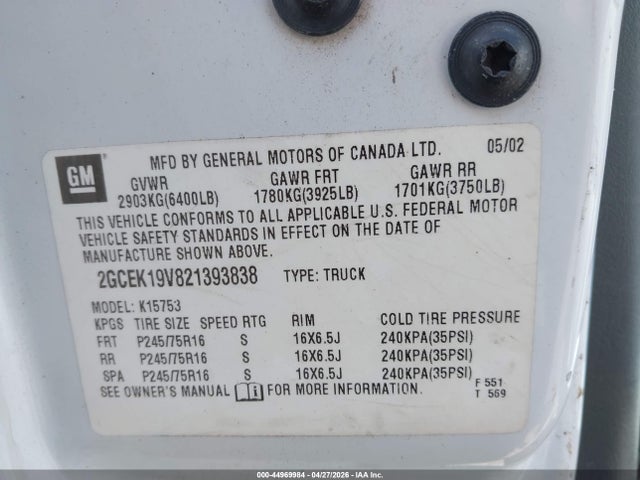 MFD BY GENERAL MOTORS OF CANADA LTD. 05/02
GM
GVWR GAWR FRT GAWR RR
2903KG(6400LB) 1780KG(3925LB) 1701KG(3750LB)
THIS VEHICLE CONFORMS TO ALL APPLICABLE U.S. FEDERAL MOTOR
VEHICLE SAFETY STANDARDS IN EFFECT ON THE DATE OF
MANUFACTURE SHOWN ABOVE.
2GCEK19V821393838 TYPE: TRUCK
MODEL: K15753
KPGS TIRE SIZE SPEED RTG RIM COLD TIRE PRESSURE
FRT P245/75R16 S 16X6.5J 240KPA(35PSI)
RR P245/75R16 S 16X6.5J 240KPA(35PSI)
SPA P245/75R16 S 16X6.5J 240KPA(35PSI)
SEE OWNER'S MANUAL FOR MORE INFORMATION.
F 551
T 569
000-44969984 | 04/27/2026 - IAA Corp.